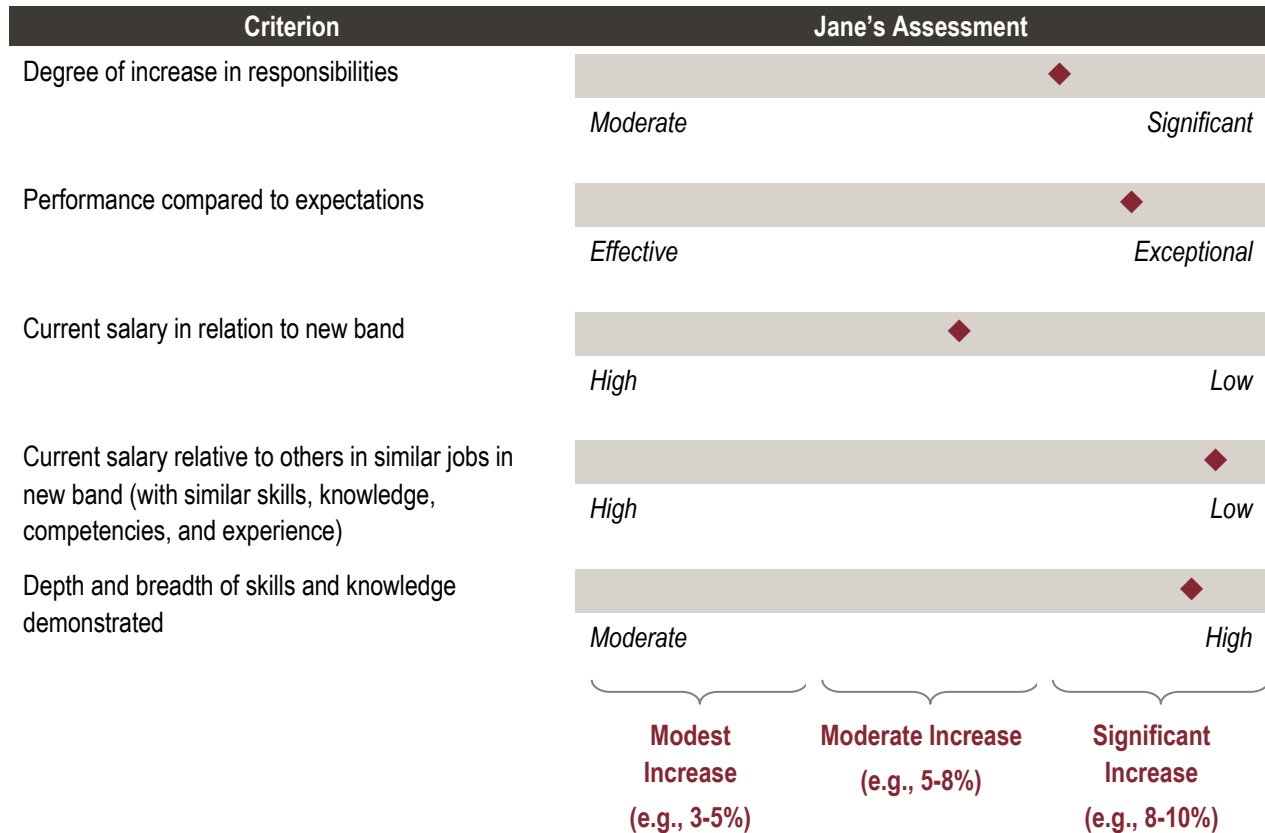 Criterion
Jane’s Assessment
Degree of increase in responsibilities
Moderate
Significant
Performance compared to expectations
Effective
Exceptional
Current salary in relation to new band
High
Low
Current salary relative to others in similar jobs in
new band (with similar skills, knowledge,
competencies, and experience)
High
Low
Depth and breadth of skills and knowledge
demonstrated
Moderate
High
Modest
Increase
(e.g., 3-5%)
Moderate Increase
(e.g., 5-8%)
Significant
Increase
(e.g., 8-10%)